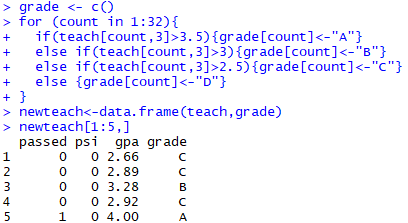 > grade <- c()
> for (count in 1:32){
+   if(teach[count,3]>3.5){grade[count]<-"A"}
+   else if(teach[count,3]>3){grade[count]<-"B"}
+   else if(teach[count,3]>2.5){grade[count]<-"C"}
+   else {grade[count]<-"D"}
+ }
> newteach<-data.frame(teach,grade)
> newteach[1:5,]
  passed psi  gpa grade
1      0   0 2.66     C
2      0   0 2.89     C
3      0   0 3.28     B
4      0   0 2.92     C
5      1   0 4.00     A